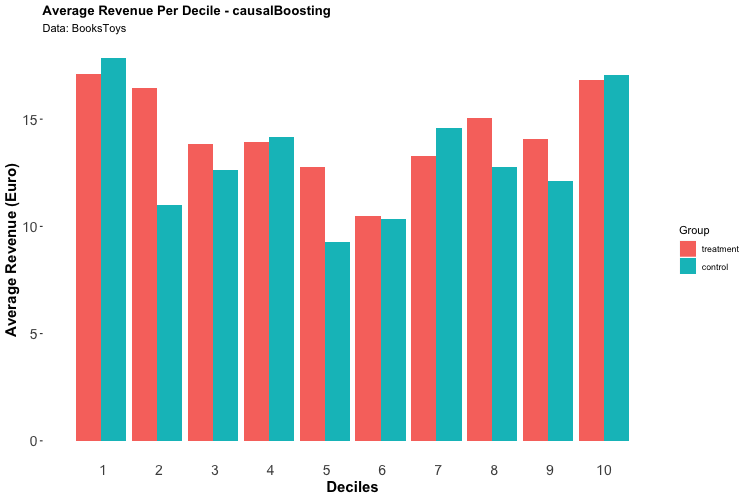 Average Revenue Per Decile - causalBoosting
Data: BooksToys
Average Revenue (Euro)
15
10
5
0
1 2 3 4 5 6 7 8 9 10
Deciles
Group
treatment
control